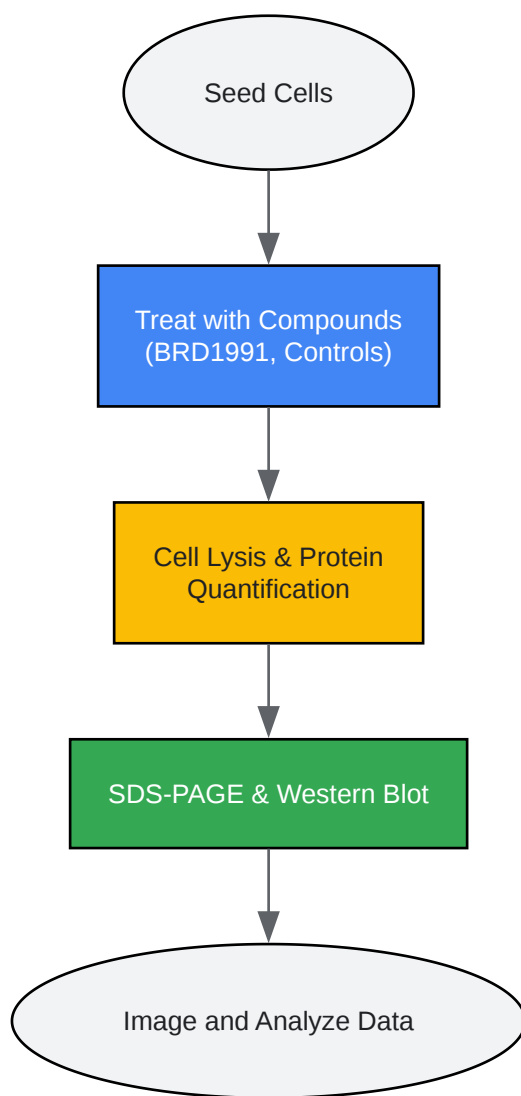 Seed Cells
Treat with Compounds
(BRD1991, Controls)
Cell Lysis & Protein
Quantification
SDS-PAGE & Western Blot
Image and Analyze Data